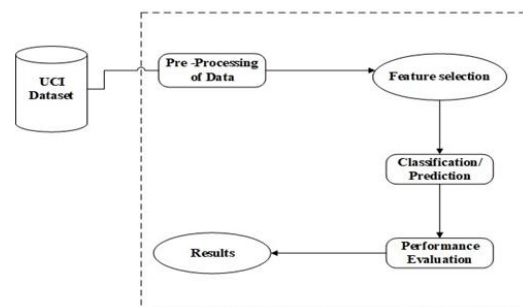 UCI
Dataset
Pre -Processing
of Data
Feature selection
Classification/
Prediction
Performance
Evaluation
Results